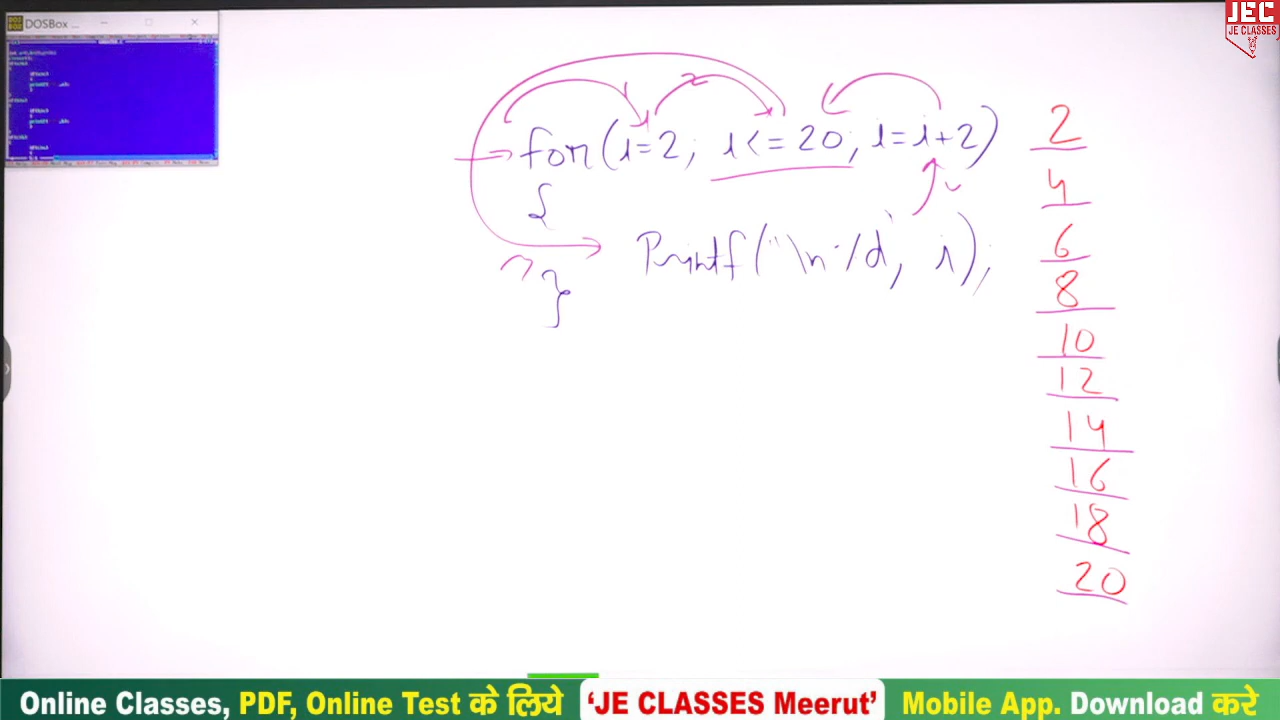 DOSBox ...
JEC
JE CLASSES
for(i=2; i<=20; i=i+2)
{
Printf("\n%d", i);
}
2
4
6
8
10
12
14
16
18
20
Online Classes, PDF, Online Test के लिये 'JE CLASSES Meerut' Mobile App. Download करे